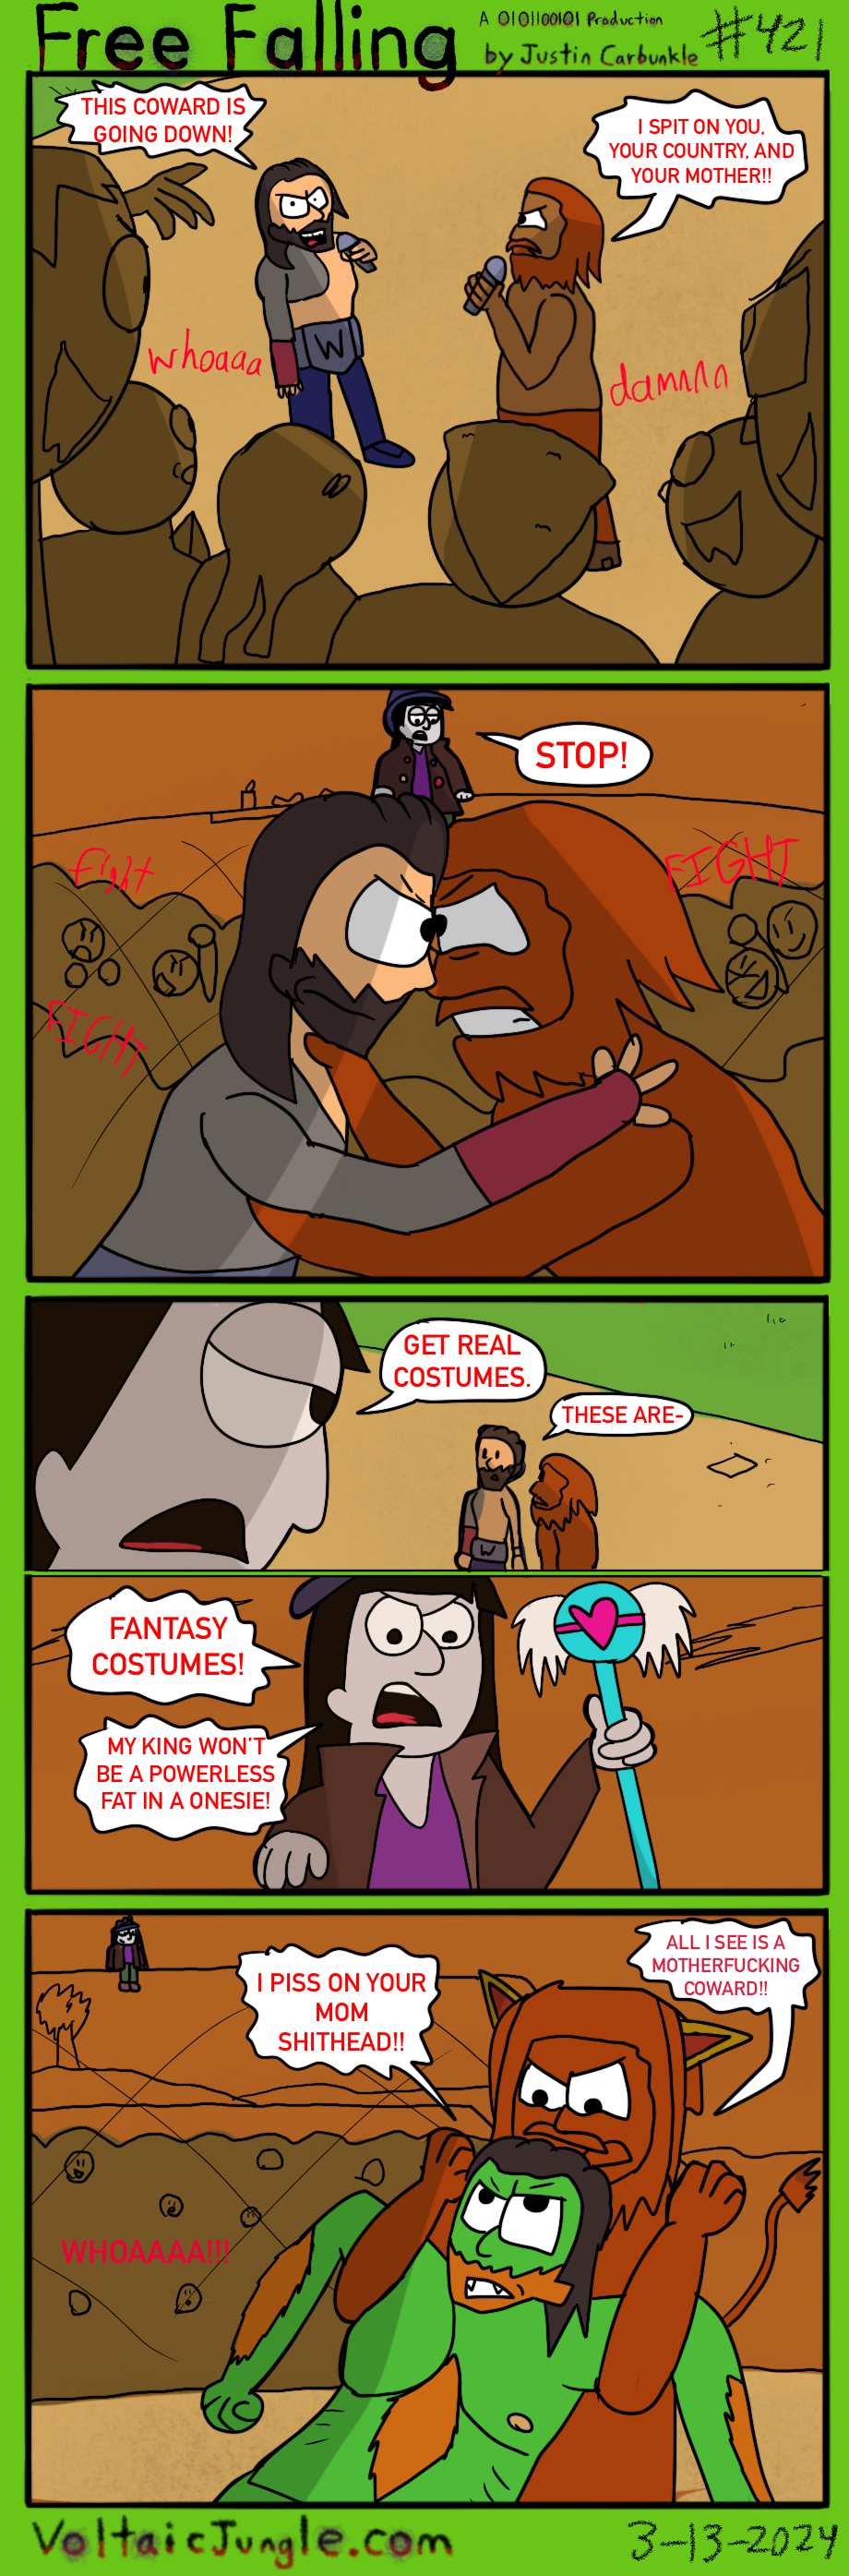 Free Falling
A 0101100101 Production
by Justin Carbunkle
#421
THIS COWARD IS
GOING DOWN!
I SPIT ON YOU,
YOUR COUNTRY, AND
YOUR MOTHER!!
whoaaa
W
damnnn
STOP!
fight
FIGHT
FIGHT
GET REAL
COSTUMES.
THESE ARE-
W
FANTASY
COSTUMES!
MY KING WON'T
BE A POWERLESS
FAT IN A ONESIE!
ALL I SEE IS A
MOTHERFUCKING
COWARD!!
I PISS ON YOUR
MOM
SHITHEAD!!
WHOAAAA!!!
VoltaicJungle.com
3-13-2024